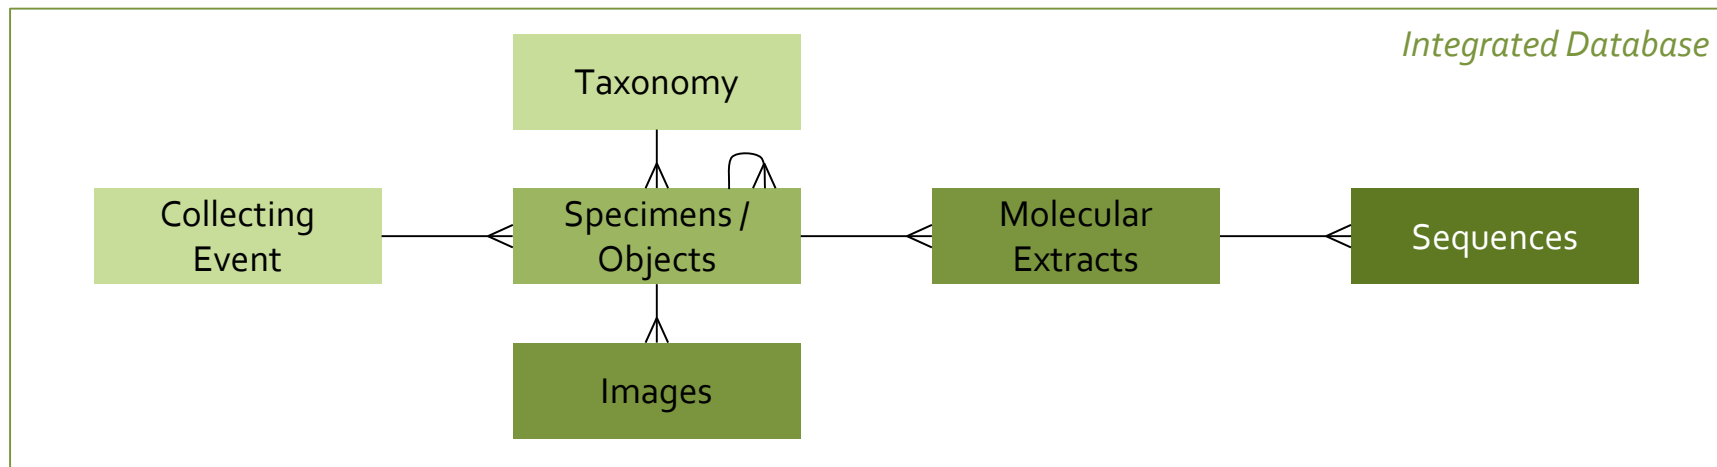 Integrated Database
Taxonomy
Collecting
Event
Specimens /
Objects
Molecular
Extracts
Sequences
Images